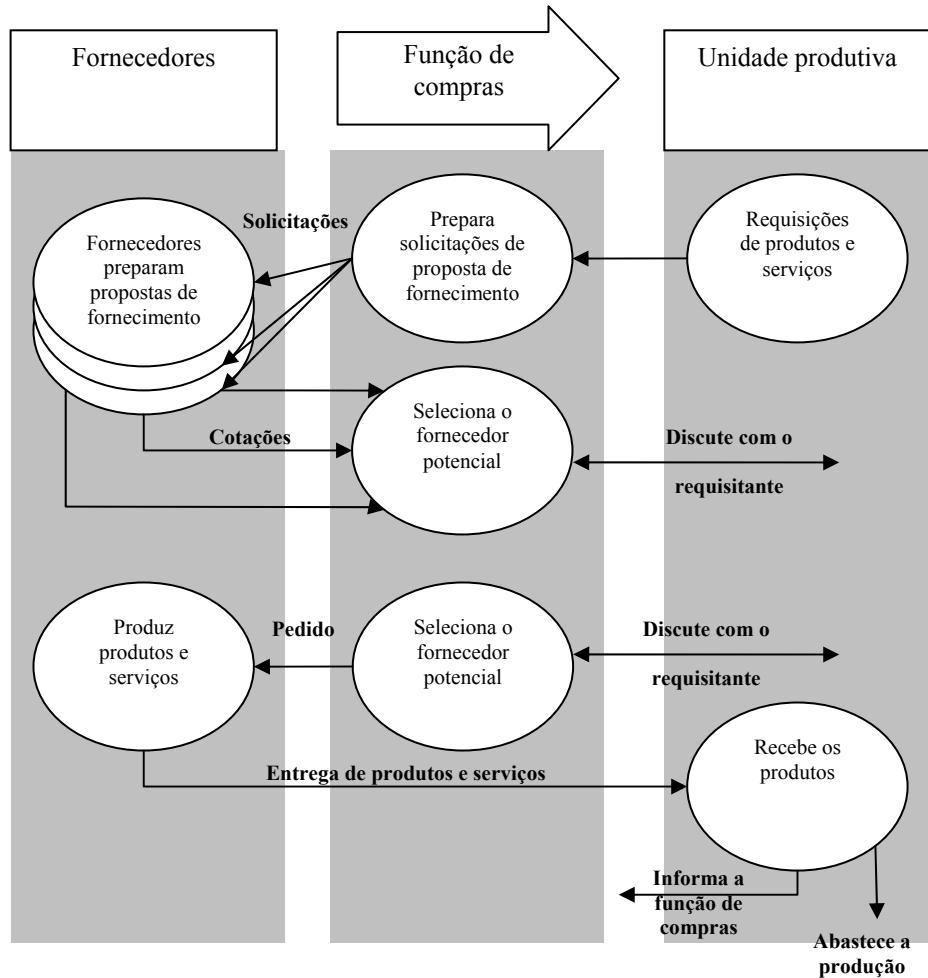 Fornecedores
Função de
compras
Unidade produtiva
Solicitações
Fornecedores
preparam
propostas de
fornecimento
Prepara
solicitações de
proposta de
fornecimento
Requisições
de produtos e
serviços
Cotações
Seleciona o
fornecedor
potencial
Discute com o
requisitante
Produz
produtos e
serviços
Pedido
Seleciona o
fornecedor
potencial
Discute com o
requisitante
Entrega de produtos e serviços
Recebe os
produtos
Informa a
função de
compras
Abastece a
produção